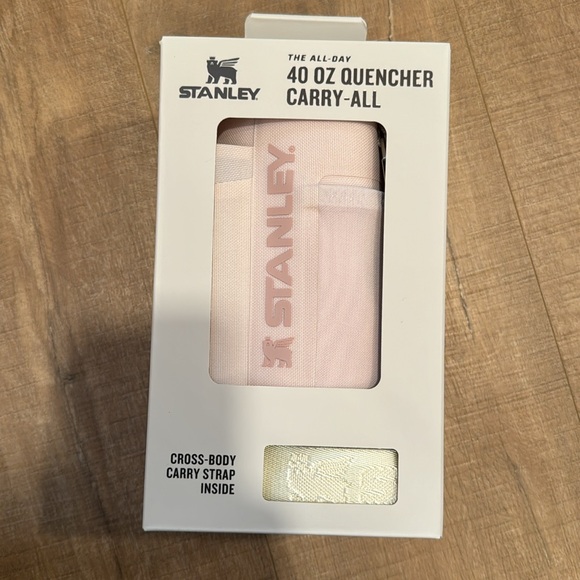 STANLEY
THE ALL-DAY
40 OZ QUENCHER
CARRY-ALL
STANLEY.
CROSS-BODY
CARRY STRAP
INSIDE